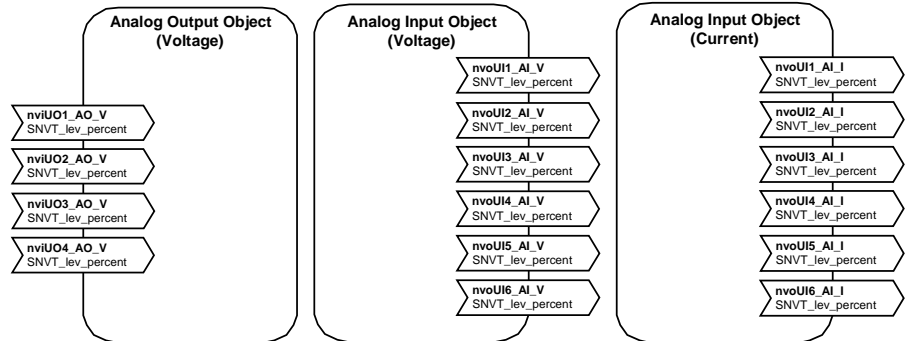 Analog Output Object
(Voltage)
nviUO1_AO_V
SNVT_lev_percent
nviUO2_AO_V
SNVT_lev_percent
nviUO3_AO_V
SNVT_lev_percent
nviUO4_AO_V
SNVT_lev_percent
Analog Input Object
(Voltage)
nvoUI1_AI_V
SNVT_lev_percent
nvoUI2_AI_V
SNVT_lev_percent
nvoUI3_AI_V
SNVT_lev_percent
nvoUI4_AI_V
SNVT_lev_percent
nvoUI5_AI_V
SNVT_lev_percent
nvoUI6_AI_V
SNVT_lev_percent
Analog Input Object
(Current)
nvoUI1_AI_I
SNVT_lev_percent
nvoUI2_AI_I
SNVT_lev_percent
nvoUI3_AI_I
SNVT_lev_percent
nvoUI4_AI_I
SNVT_lev_percent
nvoUI5_AI_I
SNVT_lev_percent
nvoUI6_AI_I
SNVT_lev_percent